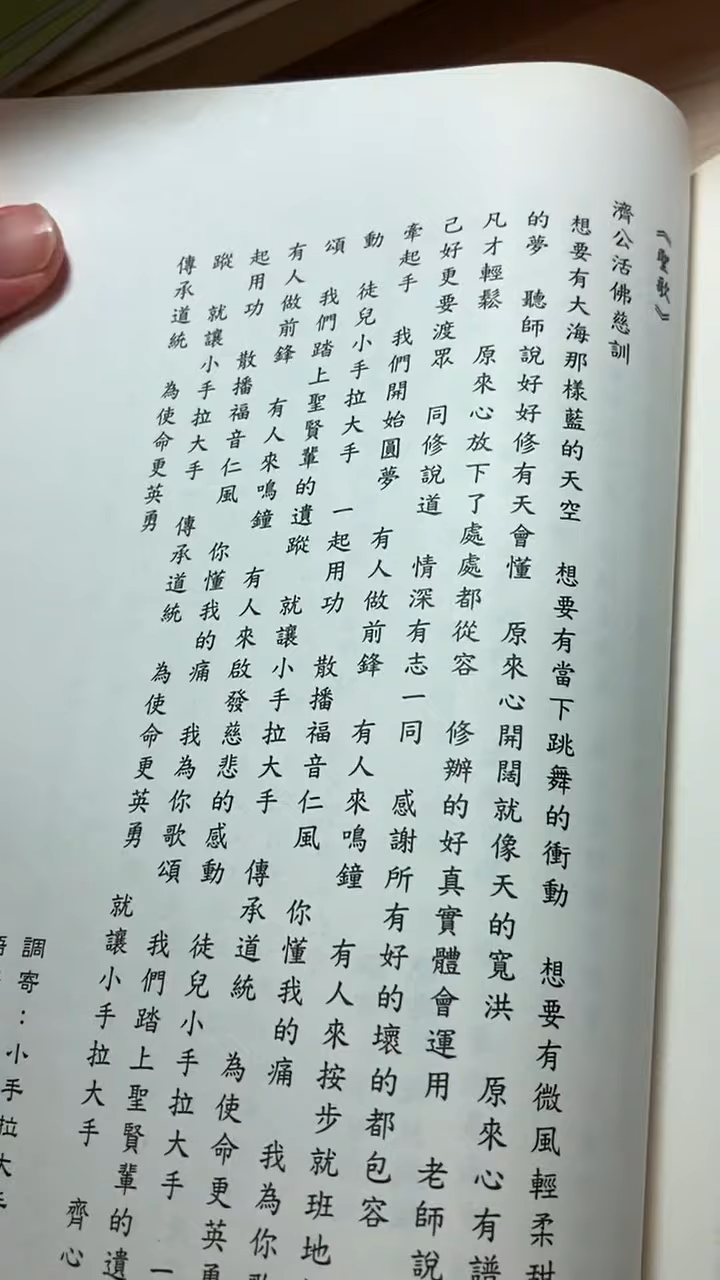 《聖歌》
濟公活佛慈訓
想要有大海那樣藍的天空　想要有當下跳舞的衝動　想要有微風輕柔甜
的夢　聽師說好好修有天會懂　原來心開闊就像天的寬洪　原來心有譜
凡才輕鬆　原來心放下了處處都從容　修辦的好真實體會運用　老師說
己好更要渡眾　同修說道　情深有志一同　感謝所有好的壞的都包容
牽起手　我們開始圓夢　有人做前鋒　有人來鳴鐘　有人來按步就班地
動　徒兒小手拉大手　一起用功　散播福音仁風　你懂我的痛　我為你歌
頌　我們踏上聖賢輩的遺蹤　就讓小手拉大手　傳承道統　為使命更英勇
有人做前鋒　有人來鳴鐘　有人來啟發慈悲的感動　徒兒小手拉大手　一
起用功　散播福音仁風　你懂我的痛　我為你歌頌　我們踏上聖賢輩的遺
蹤　就讓小手拉大手　傳承道統　為使命更英勇　就讓小手拉大手　齊心
傳承道統　為使命更英勇
調寄：小手拉大手